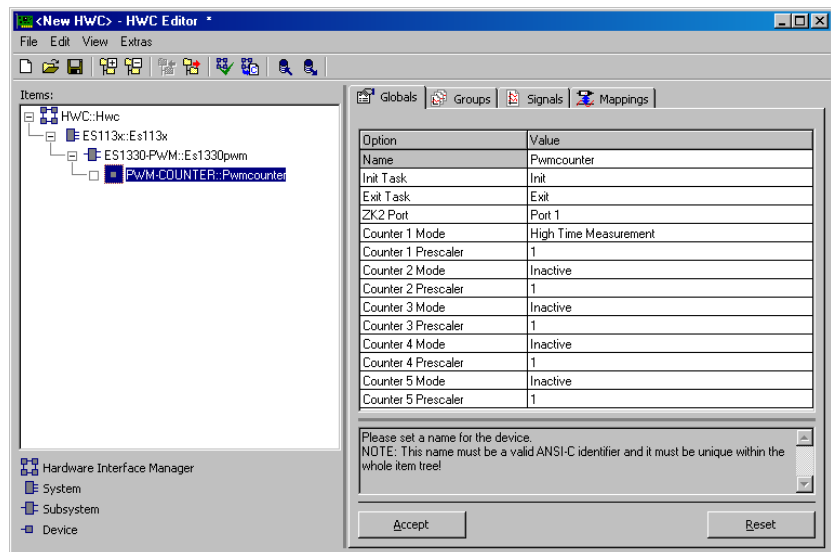 <New HWC> - HWC Editor *
File Edit View Extras
Items:
HWC::Hwc
ES113x::Es113x
ES1330-PWM::Es1330pwm
PWM-COUNTER::Pwmcounter
Hardware Interface Manager
System
Subsystem
Device
Globals Groups Signals Mappings
Option Value
Name Pwmcounter
Init Task Init
Exit Task Exit
ZK2 Port Port 1
Counter 1 Mode High Time Measurement
Counter 1 Prescaler 1
Counter 2 Mode Inactive
Counter 2 Prescaler 1
Counter 3 Mode Inactive
Counter 3 Prescaler 1
Counter 4 Mode Inactive
Counter 4 Prescaler 1
Counter 5 Mode Inactive
Counter 5 Prescaler 1
Please set a name for the device.
NOTE: This name must be a valid ANSI-C identifier and it must be unique within the
whole item tree!
Accept Reset